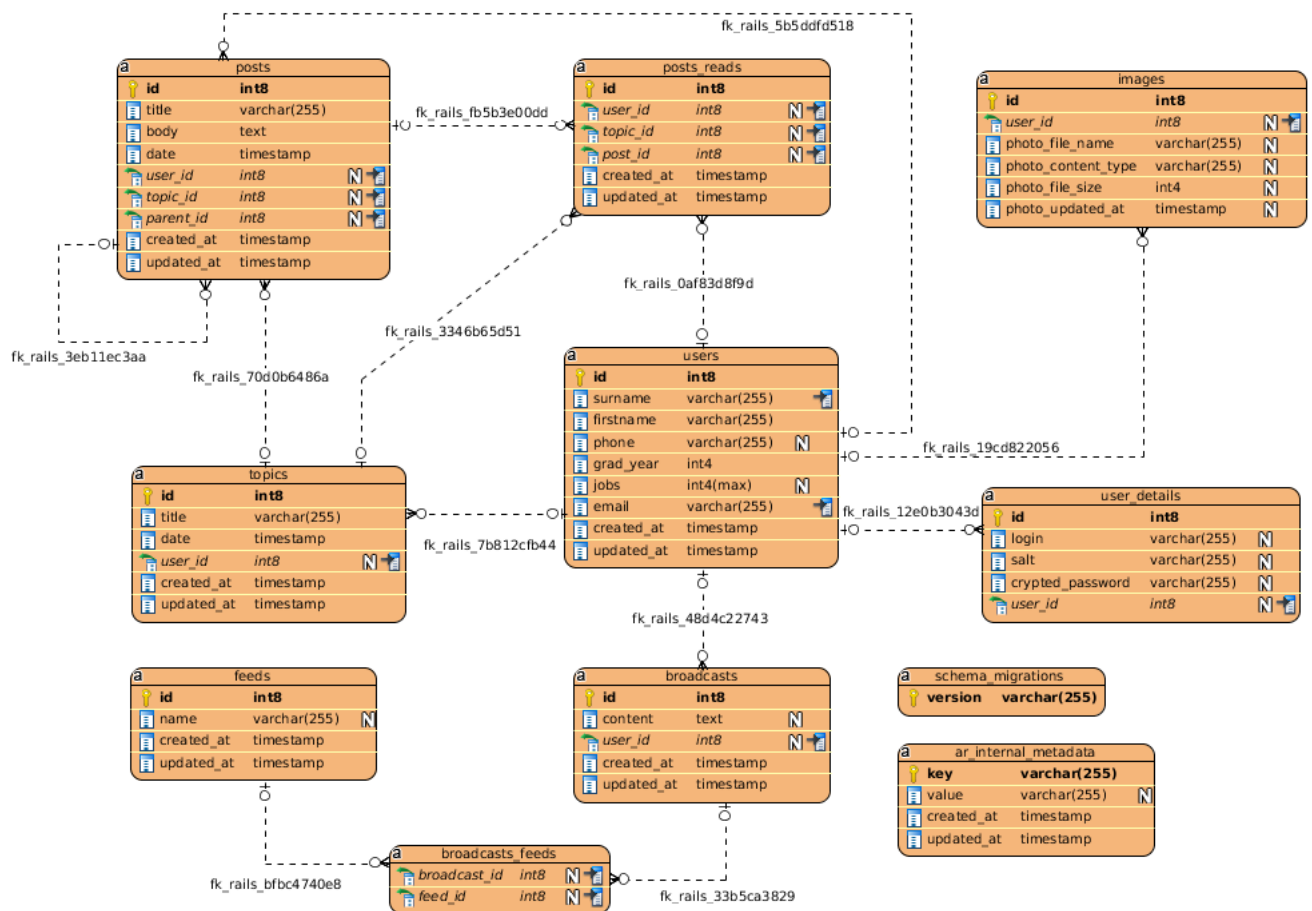 fk_rails_5b5ddfd518
a posts
id int8
title varchar(255)
body text
date timestamp
user_id int8 N
topic_id int8 N
parent_id int8 N
created_at timestamp
updated_at timestamp
fk_rails_fb5b3e00dd
a posts_reads
id int8
user_id int8 N
topic_id int8 N
post_id int8 N
created_at timestamp
updated_at timestamp
a images
id int8
user_id int8 N
photo_file_name varchar(255) N
photo_content_type varchar(255) N
photo_file_size int4 N
photo_updated_at timestamp N
fk_rails_0af83d8f9d
fk_rails_3346b65d51
fk_rails_3eb11ec3aa
fk_rails_70d0b6486a
a users
id int8
surname varchar(255)
firstname varchar(255)
phone varchar(255) N
grad_year int4
jobs int4(max) N
email varchar(255)
created_at timestamp
updated_at timestamp
fk_rails_19cd822056
a topics
id int8
title varchar(255)
date timestamp
user_id int8 N
created_at timestamp
updated_at timestamp
fk_rails_7b812cfb44
fk_rails_12e0b3043d
a user_details
id int8
login varchar(255) N
salt varchar(255) N
crypted_password varchar(255) N
user_id int8 N
fk_rails_48d4c22743
a feeds
id int8
name varchar(255) N
created_at timestamp
updated_at timestamp
a broadcasts
id int8
content text N
user_id int8 N
created_at timestamp
updated_at timestamp
a schema_migrations
version varchar(255)
a ar_internal_metadata
key varchar(255)
value varchar(255) N
created_at timestamp
updated_at timestamp
a broadcasts_feeds
broadcast_id int8 N
feed_id int8 N
fk_rails_bfbc4740e8
fk_rails_33b5ca3829